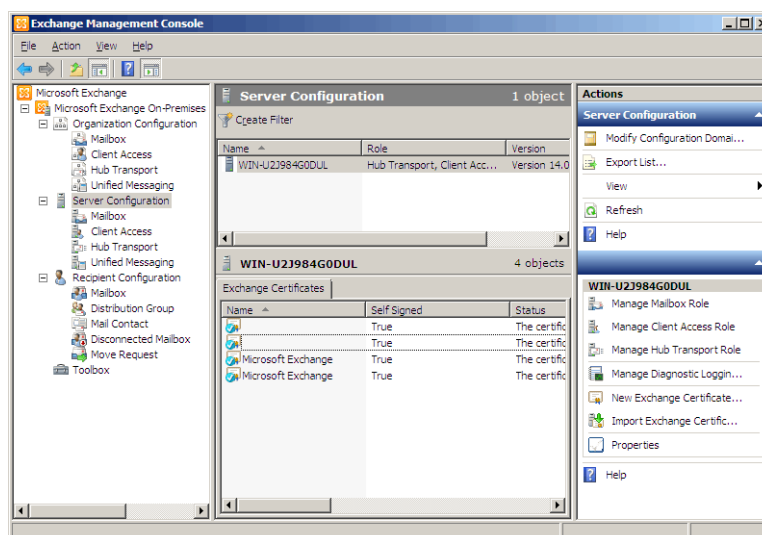 Exchange Management Console
File Action View Help
Microsoft Exchange
Microsoft Exchange On-Premises
Organization Configuration
Mailbox
Client Access
Hub Transport
Unified Messaging
Server Configuration
Mailbox
Client Access
Hub Transport
Unified Messaging
Recipient Configuration
Mailbox
Distribution Group
Mail Contact
Disconnected Mailbox
Move Request
Toolbox
Server Configuration 1 object
Create Filter
Name Role Version
WIN-U2J984G0DUL Hub Transport, Client Acc... Version 14.0
WIN-U2J984G0DUL 4 objects
Exchange Certificates
Name Self Signed Status
True The certific
True The certific
Microsoft Exchange True The certific
Microsoft Exchange True The certific
Actions
Server Configuration
Modify Configuration Domai...
Export List...
View
Refresh
Help
WIN-U2J984G0DUL
Manage Mailbox Role
Manage Client Access Role
Manage Hub Transport Role
Manage Diagnostic Loggin...
New Exchange Certificate...
Import Exchange Certific...
Properties
Help